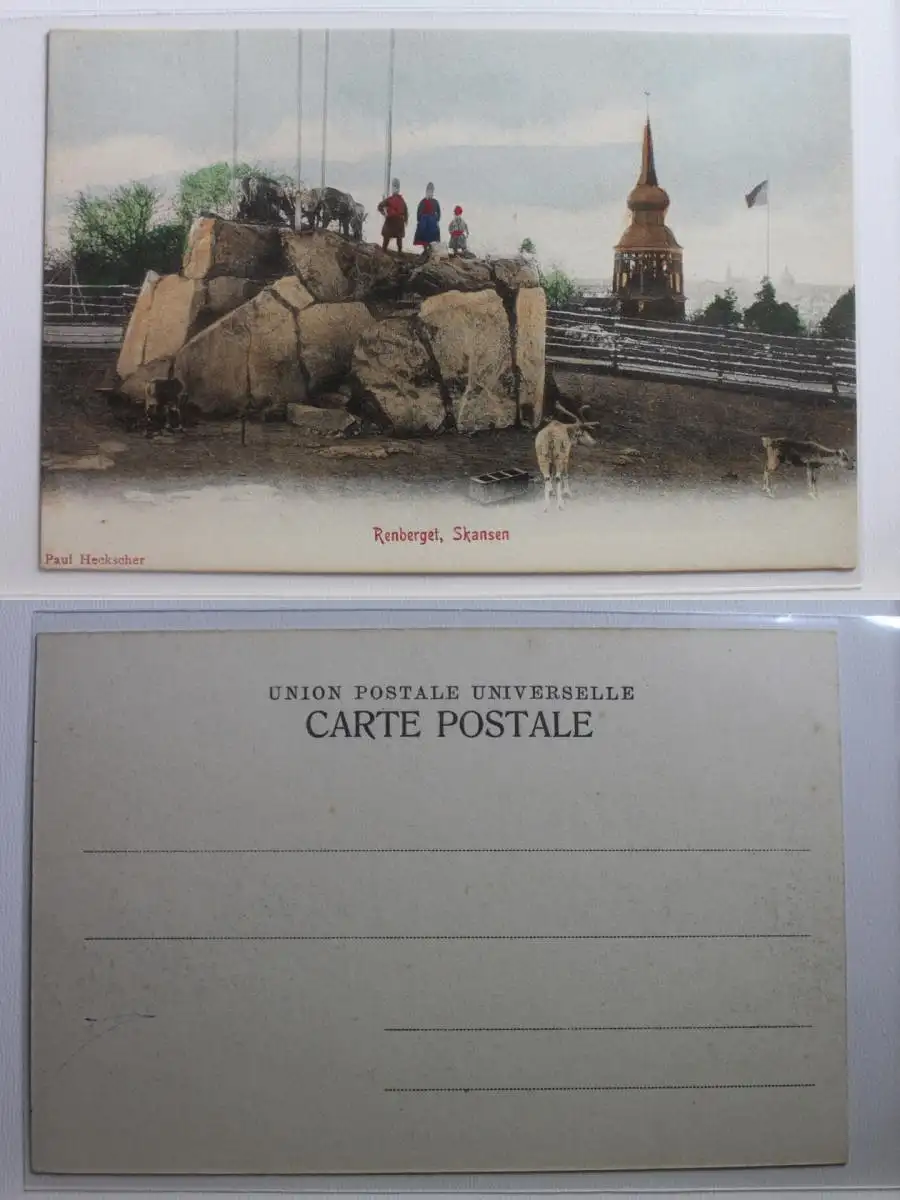 Renberget, Skansen
Paul Heckscher
UNION POSTALE UNIVERSELLE
CARTE POSTALE